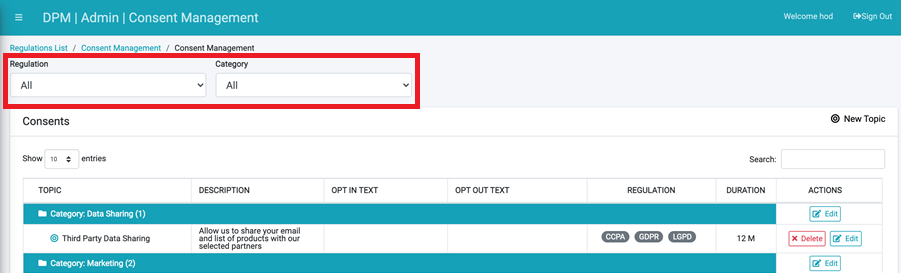 DPM | Admin | Consent Management
Welcome hod
Sign Out
Regulations List / Consent Management / Consent Management
Regulation
Category
All
All
Consents
New Topic
Show 10 entries
Search:
TOPIC DESCRIPTION OPT IN TEXT OPT OUT TEXT REGULATION DURATION ACTIONS
Category: Data Sharing (1)
Edit
Third Party Data Sharing
Allow us to share your email
and list of products with our
selected partners
CCPA GDPR LGPD
12 M
Delete Edit
Category: Marketing (2)
Edit